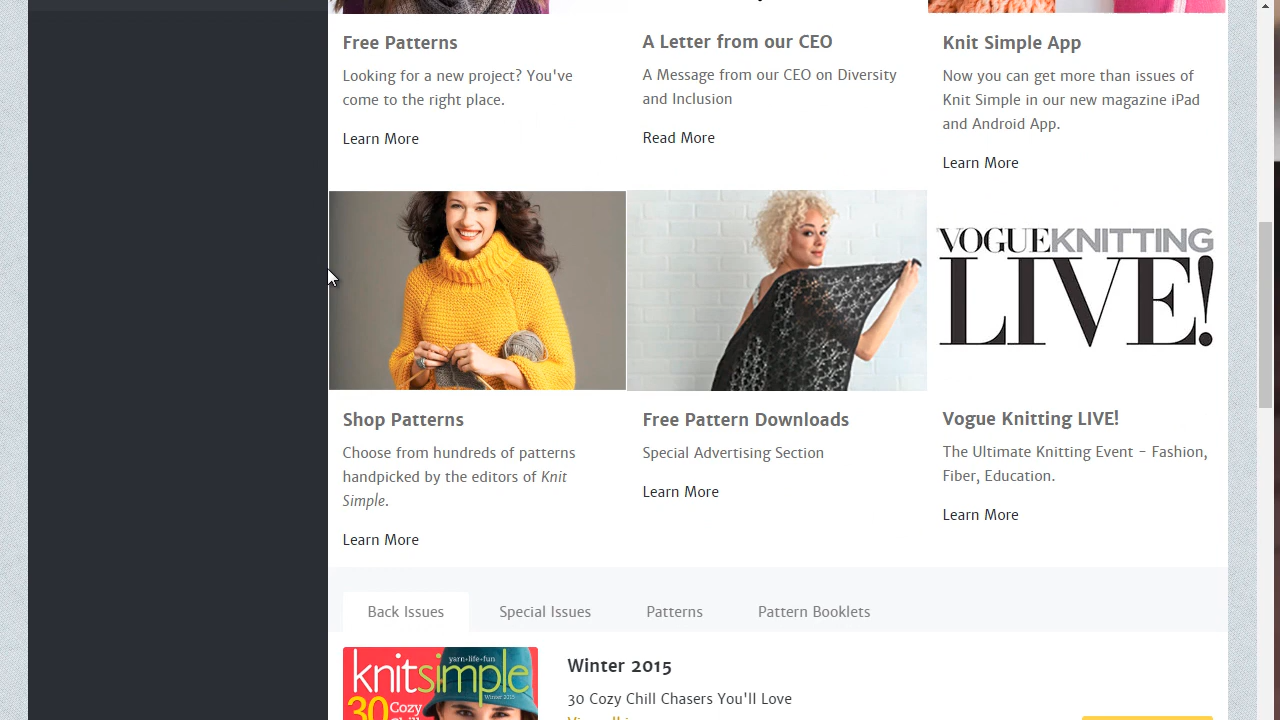 Free Patterns
Looking for a new project? You've
come to the right place.
Learn More
A Letter from our CEO
A Message from our CEO on Diversity
and Inclusion
Read More
Knit Simple App
Now you can get more than issues of
Knit Simple in our new magazine iPad
and Android App.
Learn More
VOGUEKNITTING
LIVE!
Shop Patterns
Choose from hundreds of patterns
handpicked by the editors of Knit
Simple.
Learn More
Free Pattern Downloads
Special Advertising Section
Learn More
Vogue Knitting LIVE!
The Ultimate Knitting Event - Fashion,
Fiber, Education.
Learn More
Back Issues
Special Issues
Patterns
Pattern Booklets
yarn•life•fun
knitsimple
Winter 2015
30 Cozy
Winter 2015
30 Cozy Chill Chasers You'll Love